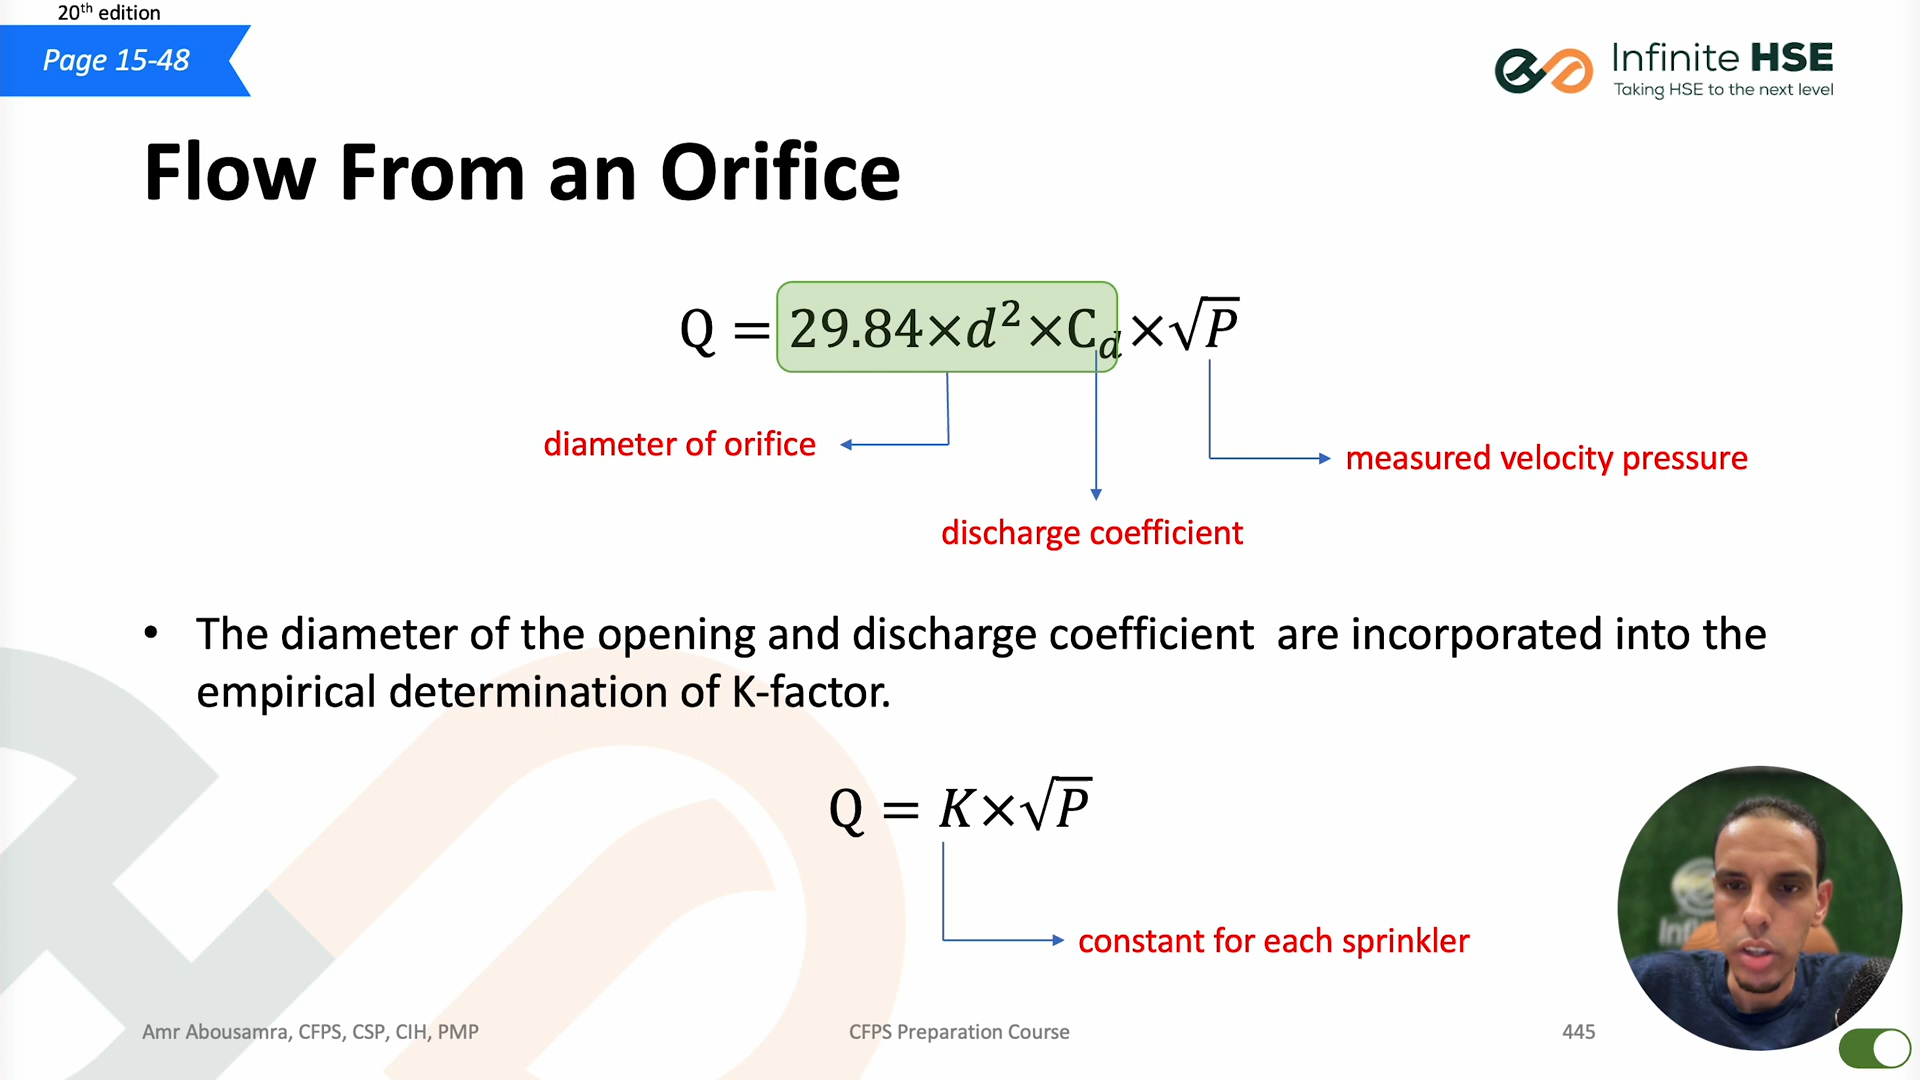 20th edition
Page 15-48
Infinite HSE
Taking HSE to the next level
Flow From an Orifice
Q = 29.84×d²×C_d×√P
diameter of orifice
measured velocity pressure
discharge coefficient
• The diameter of the opening and discharge coefficient are incorporated into the
empirical determination of K-factor.
Q = K×√P
constant for each sprinkler
Amr Abousamra, CFPS, CSP, CIH, PMP
CFPS Preparation Course
445